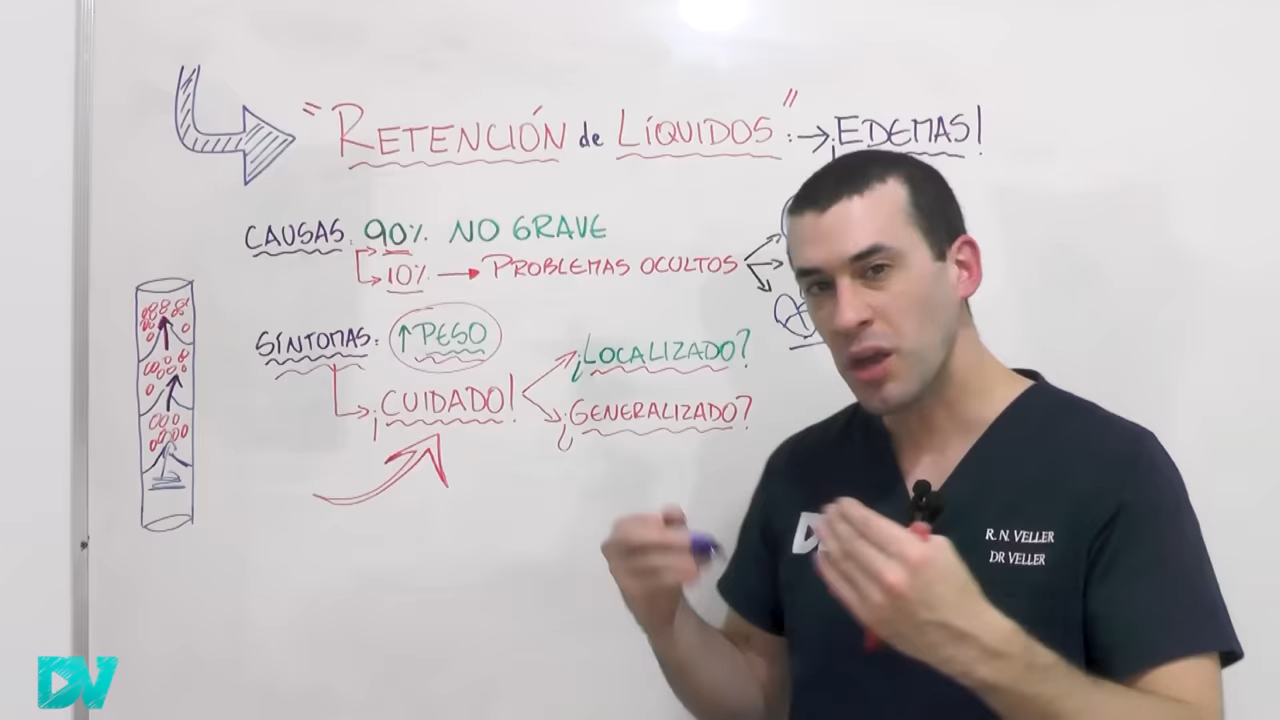 "RETENCIÓN de LÍQUIDOS": → ¡EDEMAS!
CAUSAS: 90% NO GRAVE
10% → PROBLEMAS OCULTOS
SÍNTOMAS: ↑PESO
¡CUIDADO!
¿LOCALIZADO?
¿GENERALIZADO?
R. N. VELLER
DR VELLER
DV